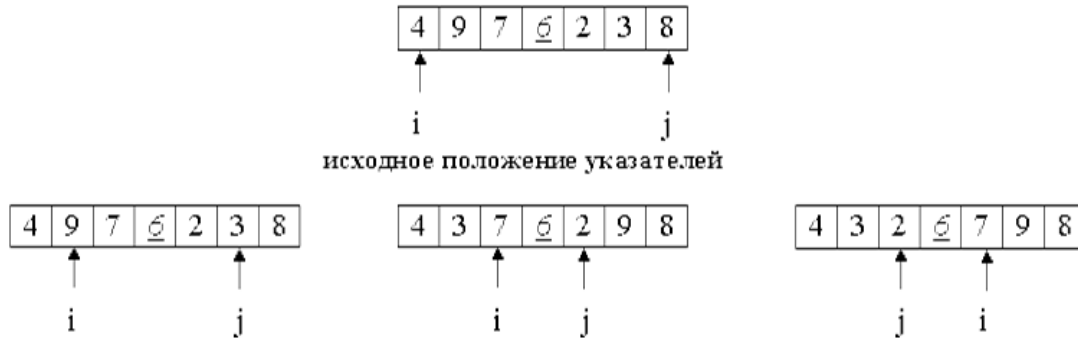 4 9 7 6 2 3 8
i j
исходное положение указателей
4 9 7 6 2 3 8 4 3 7 6 2 9 8 4 3 2 6 7 9 8
i j i j j i